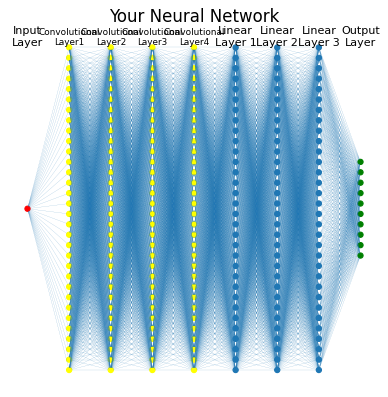 Your Neural Network
Input
Layer
Convolutional
Layer1
Convolutional
Layer2
Convolutional
Layer3
Convolutional
Layer4
Linear
Layer 1
Linear
Layer 2
Linear
Layer 3
Output
Layer